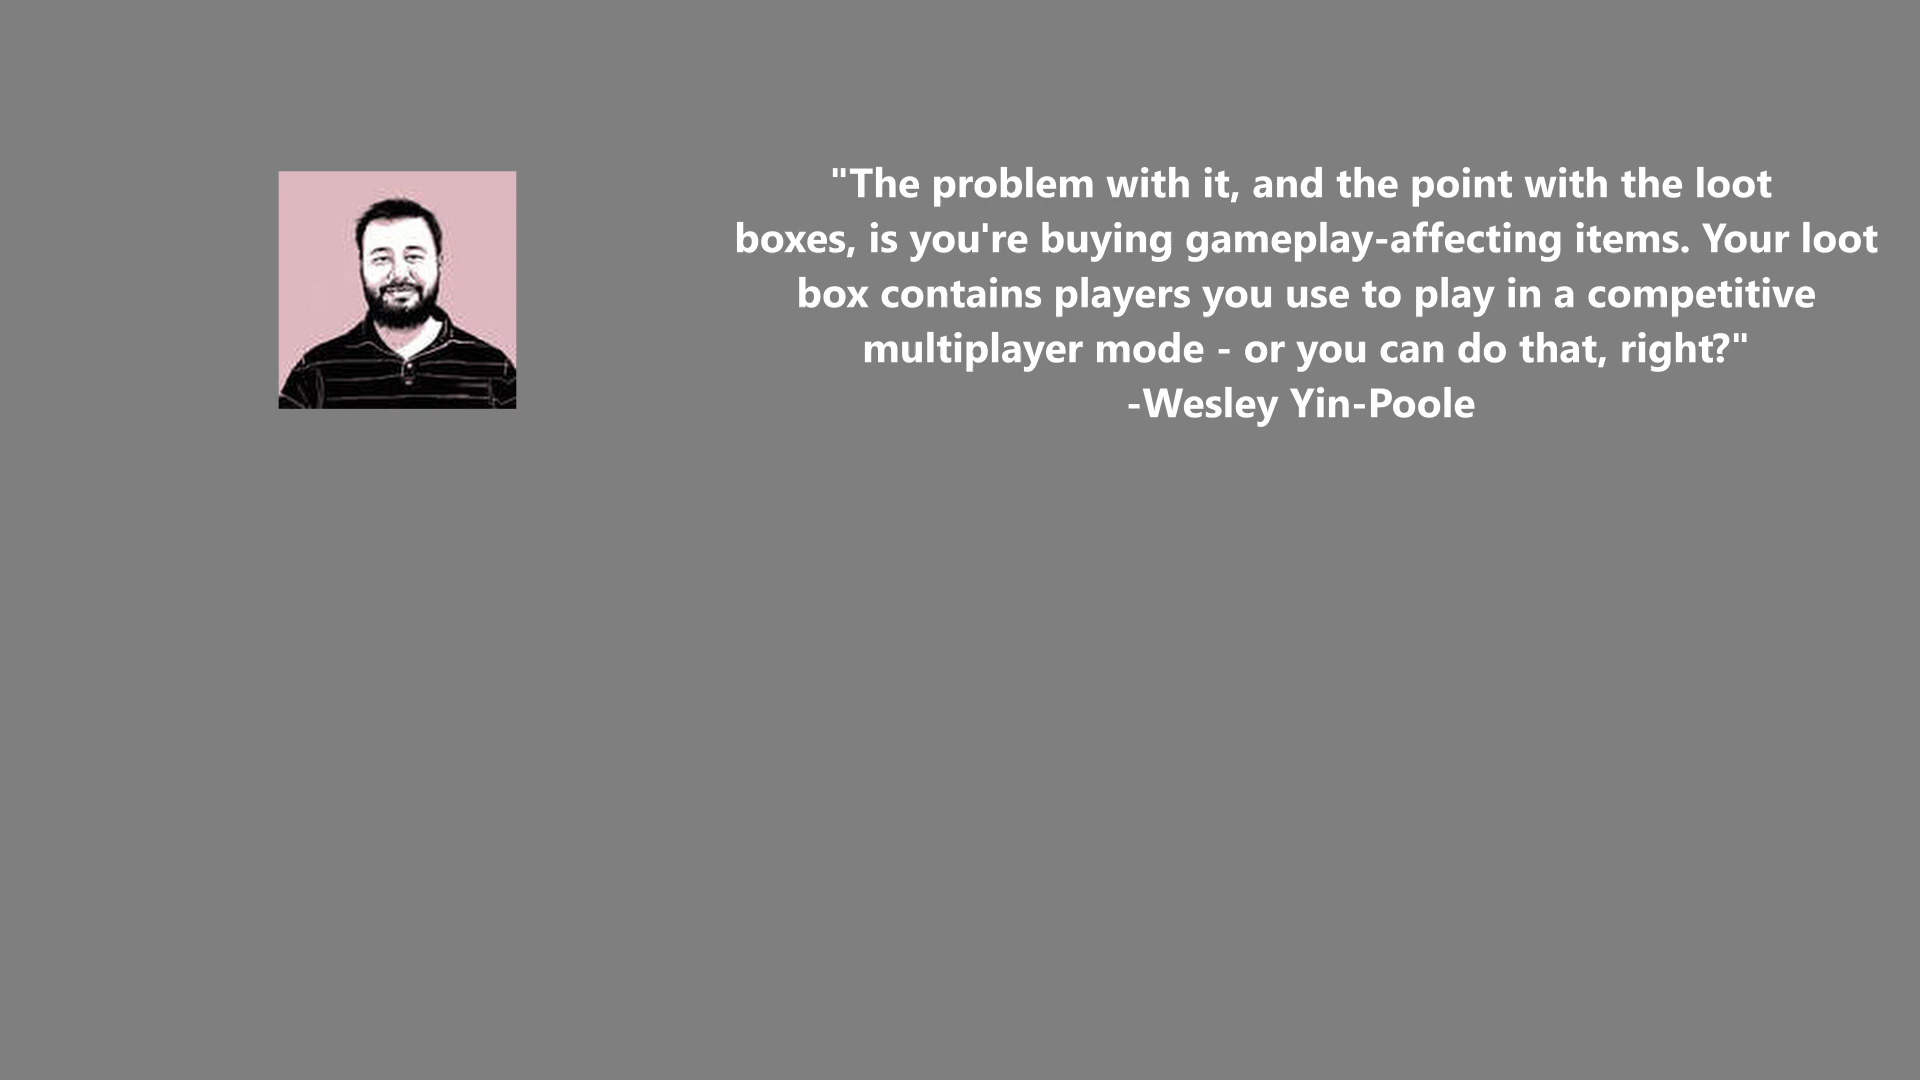 "The problem with it, and the point with the loot
boxes, is you're buying gameplay-affecting items. Your loot
box contains players you use to play in a competitive
multiplayer mode - or you can do that, right?"
-Wesley Yin-Poole